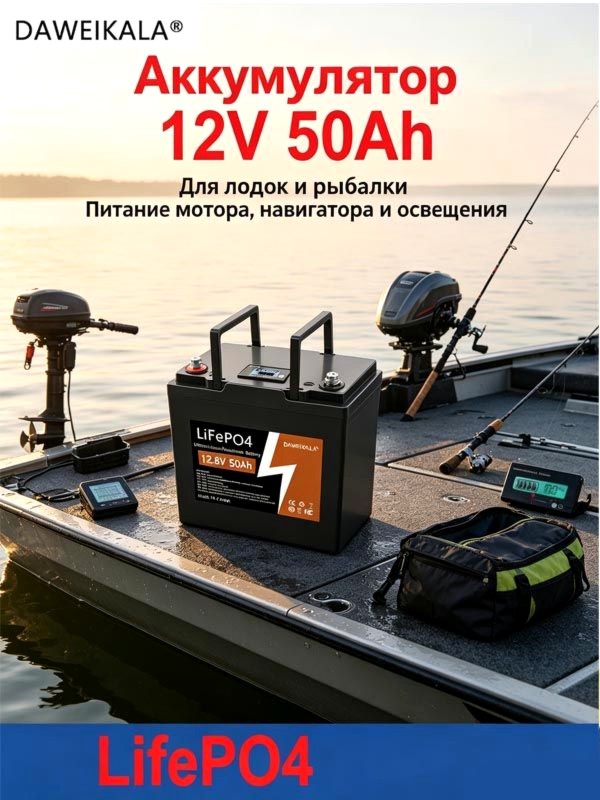 DAWEIKALA®
Аккумулятор
12V 50Ah
Для лодок и рыбалки
Питание мотора, навигатора и освещения
LiFePO4
12.8V 50Ah
DAWEIKALA
LifePO4